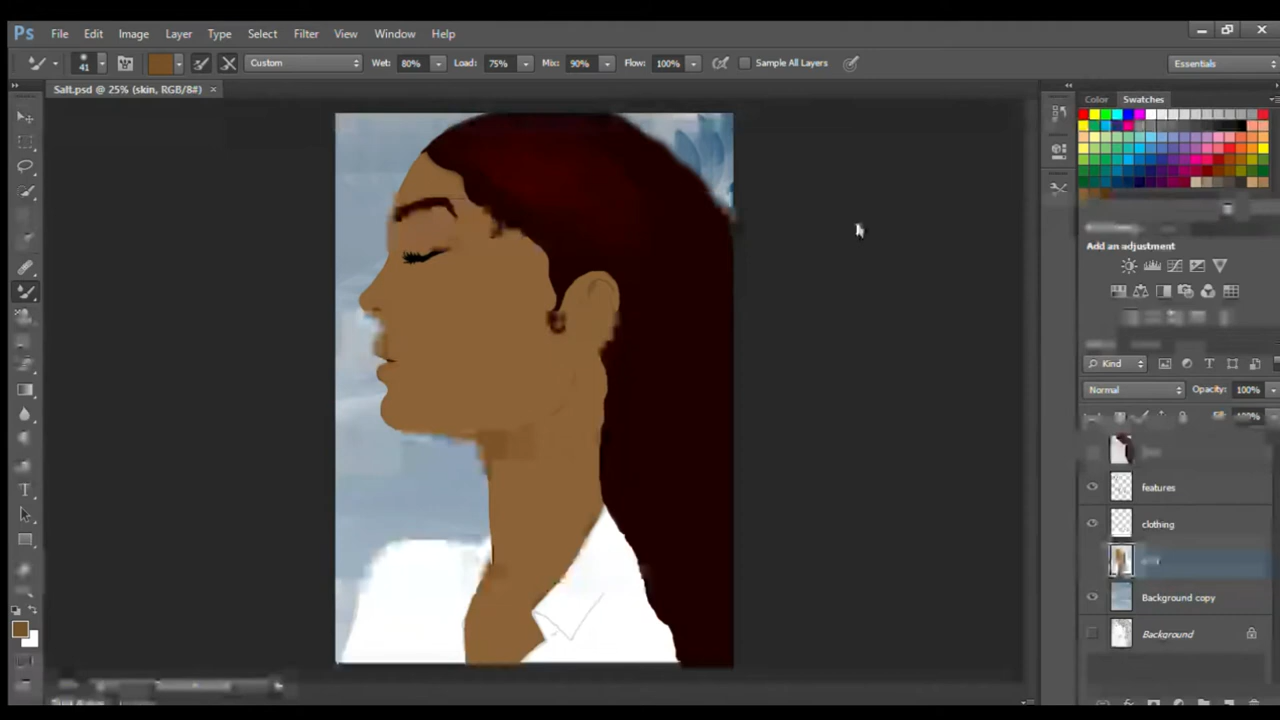 Ps File Edit Image Layer Type Select Filter View Window Help
41 Custom Wet: 80% Load: 75% Mix: 90% Flow: 100% Sample All Layers Essentials
Salt.psd @ 25% (skin, RGB/8#) ×
Color Swatches
Add an adjustment
Kind
Normal Opacity: 100%
100%
features
clothing
Background copy
Background